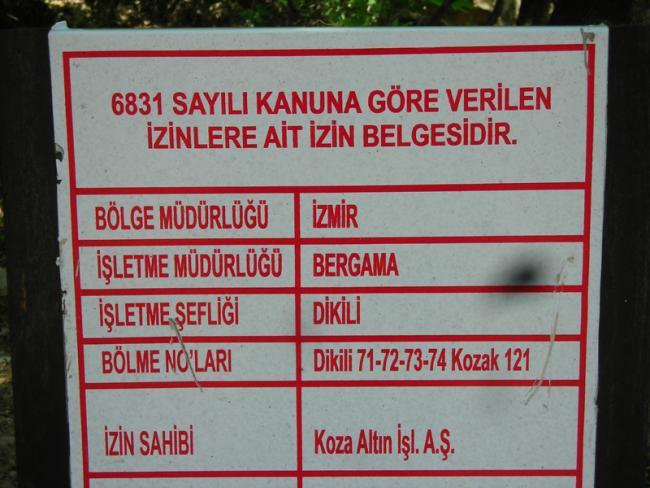 6831 SAYILI KANUNA GÖRE VERİLEN
İZİNLERE AİT İZİN BELGESİDİR.
BÖLGE MÜDÜRLÜĞÜ İZMİR
İŞLETME MÜDÜRLÜĞÜ BERGAMA
İŞLETME ŞEFLİĞİ DİKİLİ
BÖLME NO'LARI Dikili 71-72-73-74 Kozak 121
İZİN SAHİBİ Koza Altın İşl. A.Ş.